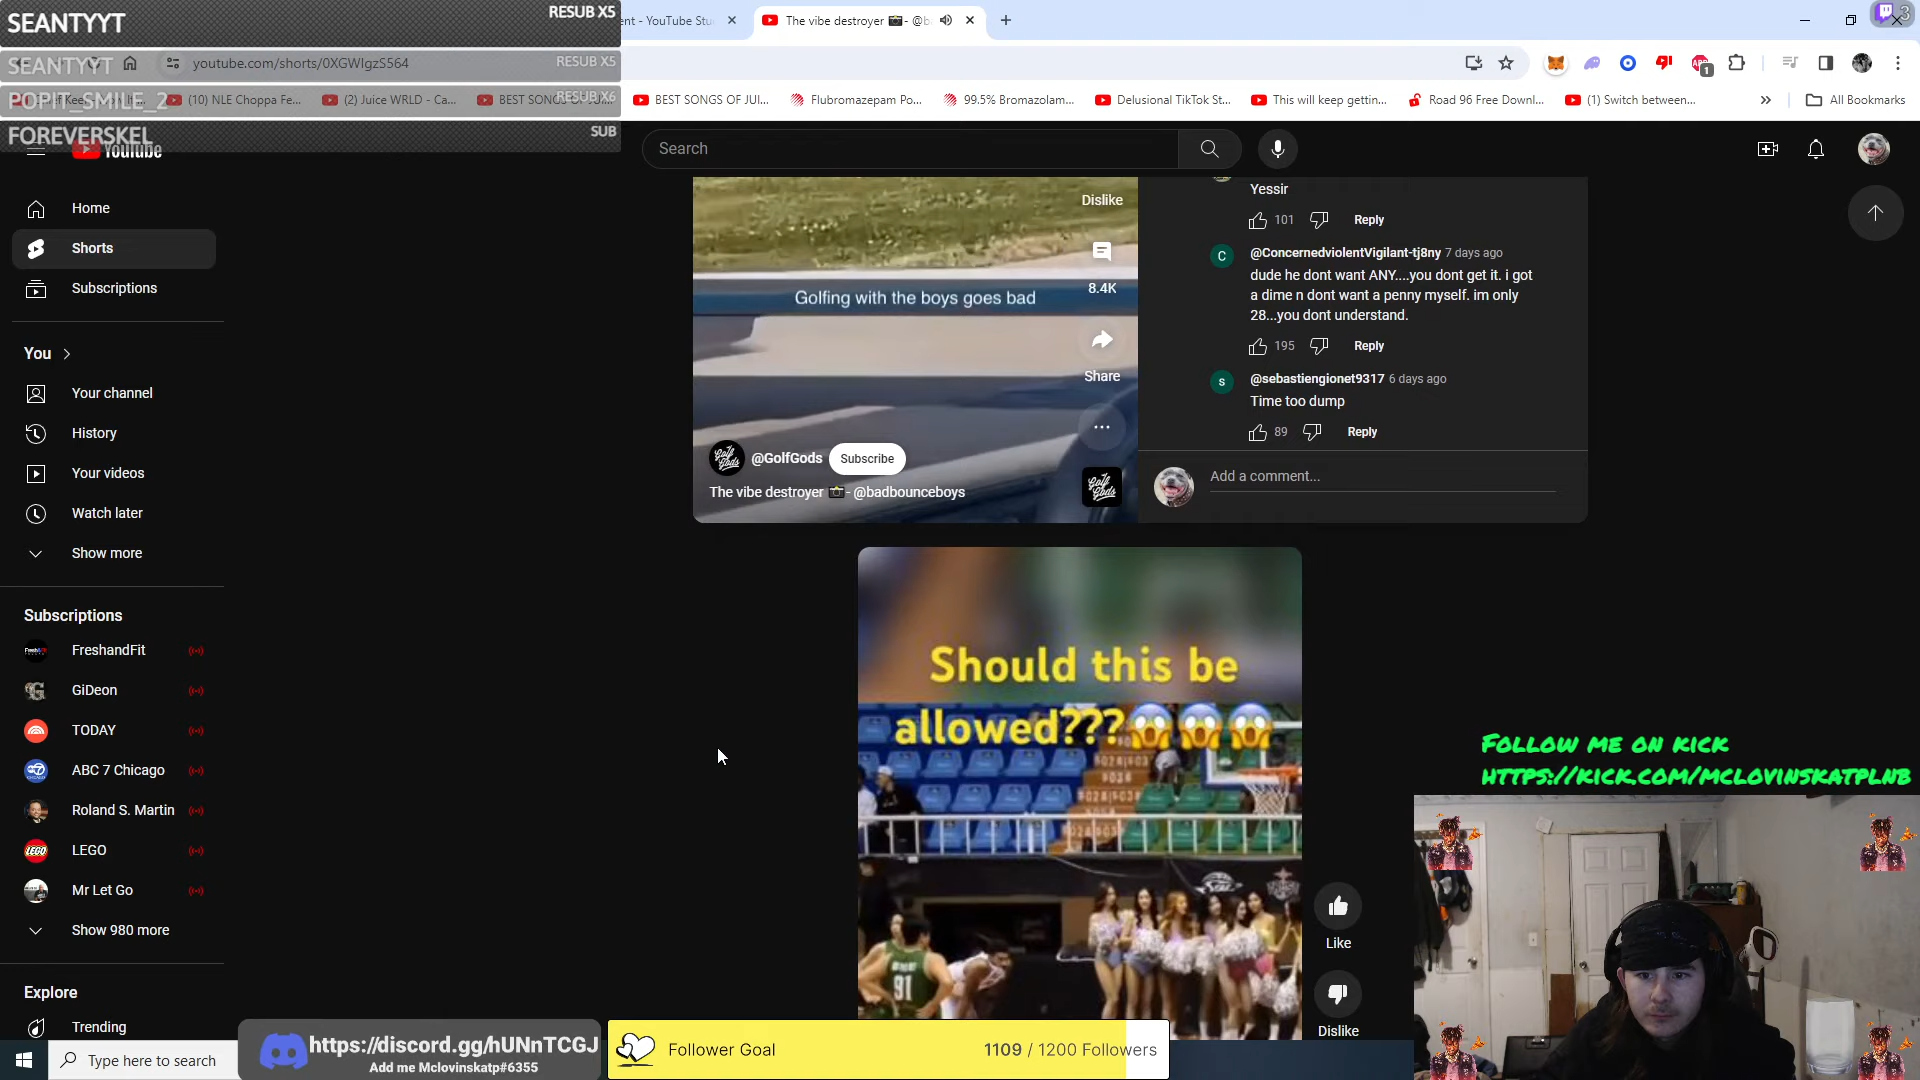 SEANTYYT RESUB X5
SEANTYYT RESUB X5
POPIT_SMILE_2 RESUB X6
FOREVERSKEL SUB
ent - YouTube Stu
The vibe destroyer 📸- @b
youtube.com/shorts/0XGWIgzS564
(10) NLE Choppa Fe...
(2) Juice WRLD - Ca...
BEST SONGS OF JUI...
Flubromazepam Po...
99.5% Bromazolam...
Delusional TikTok St...
This will keep gettin...
Road 96 Free Downl...
(1) Switch between...
All Bookmarks
YouTube
Search
Home
Shorts
Subscriptions
You
Your channel
History
Your videos
Watch later
Show more
Subscriptions
FreshandFit
GiDeon
TODAY
ABC 7 Chicago
Roland S. Martin
LEGO
Mr Let Go
Show 980 more
Explore
Trending
Golfing with the boys goes bad
Dislike
8.4K
Share
@GolfGods Subscribe
The vibe destroyer 📸- @badbounceboys
Yessir
101 Reply
@ConcernedviolentVigilant-tj8ny 7 days ago
dude he dont want ANY....you dont get it. i got
a dime n dont want a penny myself. im only
28...you dont understand.
195 Reply
@sebastiengionet9317 6 days ago
Time too dump
89 Reply
Add a comment...
Should this be
allowed???😱😱😱
91
Like
Dislike
Follow me on kick
https://kick.com/mclovinskatplnb
Type here to search
https://discord.gg/hUNnTCGJ
Add me Mclovinskatp#6355
Follower Goal 1109 / 1200 Followers